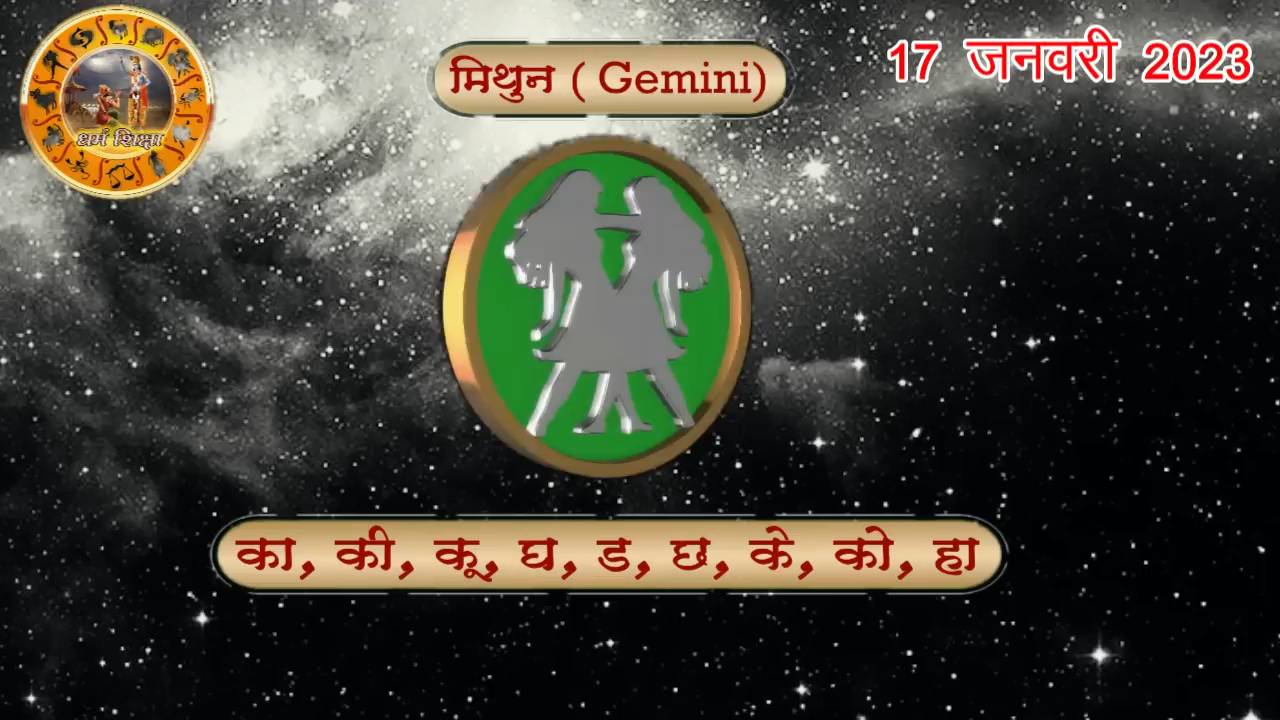 मिथुन ( Gemini)
17 जनवरी 2023
धर्म शिक्षा
का, की, कू, घ, ड, छ, के, को, हा